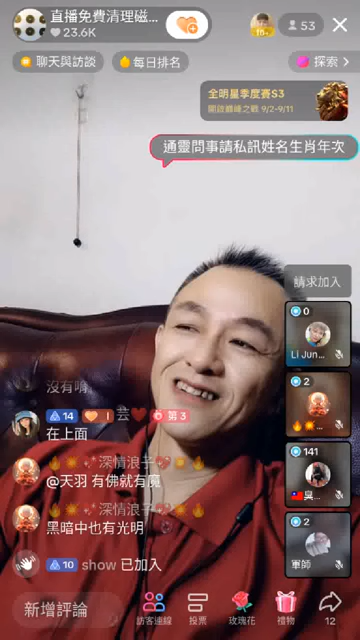 直播免費清理磁...
23.6K
53
聊天與訪談
每日排名
探索
全明星季度賽S3
開啟巔峰之戰 9/2-9/11
通靈問事請私訊姓名生肖年次
請求加入
0
Li Jun...
2
141
2
軍師
沒有唷
14 I 芸 第 3
在上面
深情浪子
@天羽 有佛就有魔
深情浪子
黑暗中也有光明
10 show 已加入
新增評論
訪客連線
投票
玫瑰花
禮物
12